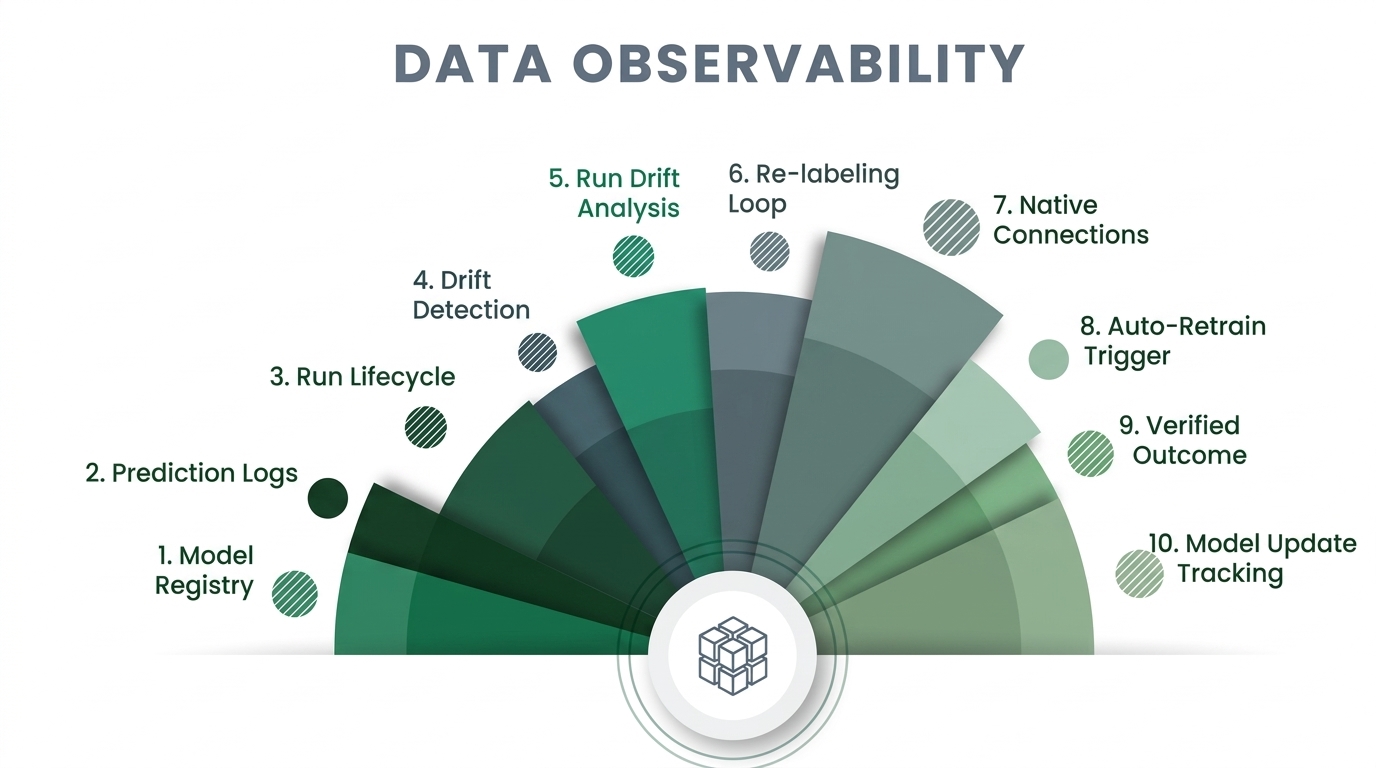 DATA OBSERVABILITY
1. Model
Registry
2. Prediction Logs
3. Run Lifecycle
4. Drift
Detection
5. Run Drift
Analysis
6. Re-labeling
Loop
7. Native
Connections
8. Auto-Retrain
Trigger
9. Verified
Outcome
10. Model Update
Tracking